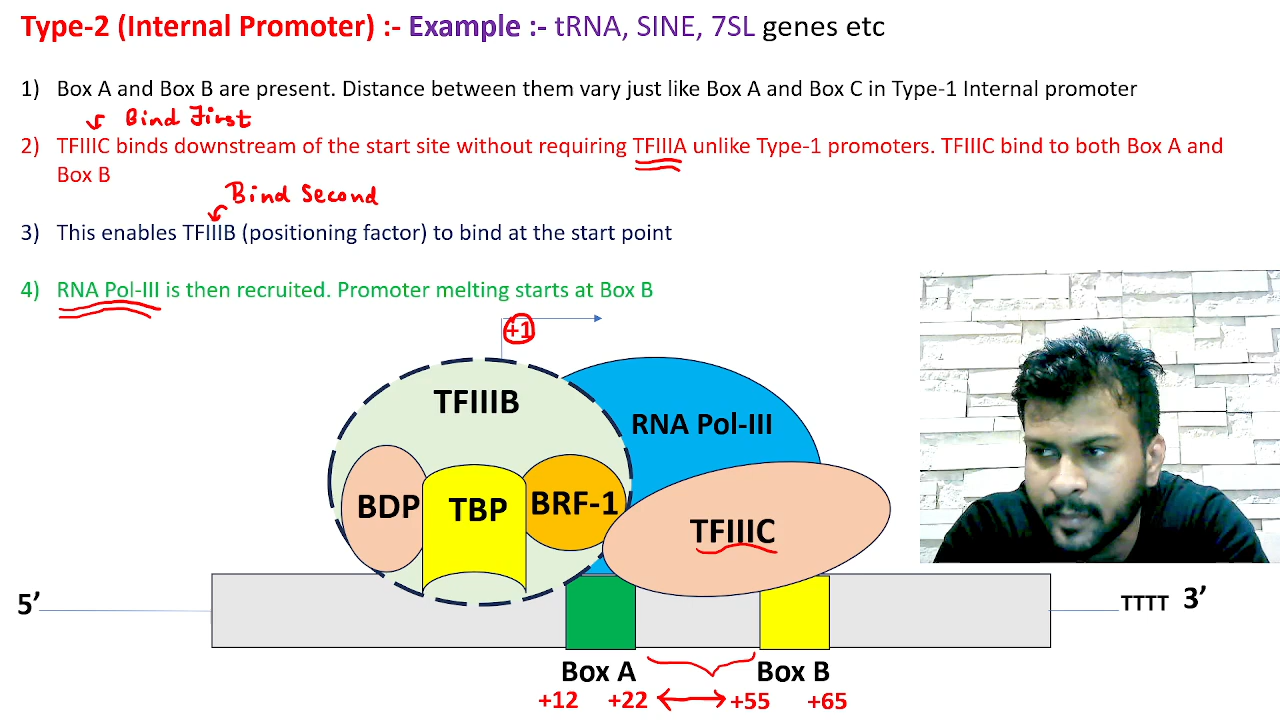 Type-2 (Internal Promoter) :- Example :- tRNA, SINE, 7SL genes etc
1) Box A and Box B are present. Distance between them vary just like Box A and Box C in Type-1 Internal promoter
Bind First
2) TFIIIC binds downstream of the start site without requiring TFIIIA unlike Type-1 promoters. TFIIIC bind to both Box A and
Box B
Bind Second
3) This enables TFIIIB (positioning factor) to bind at the start point
4) RNA Pol-III is then recruited. Promoter melting starts at Box B
+1
TFIIIB
RNA Pol-III
BDP TBP BRF-1
TFIIIC
5’
TTTT 3’
Box A Box B
+12 +22 +55 +65